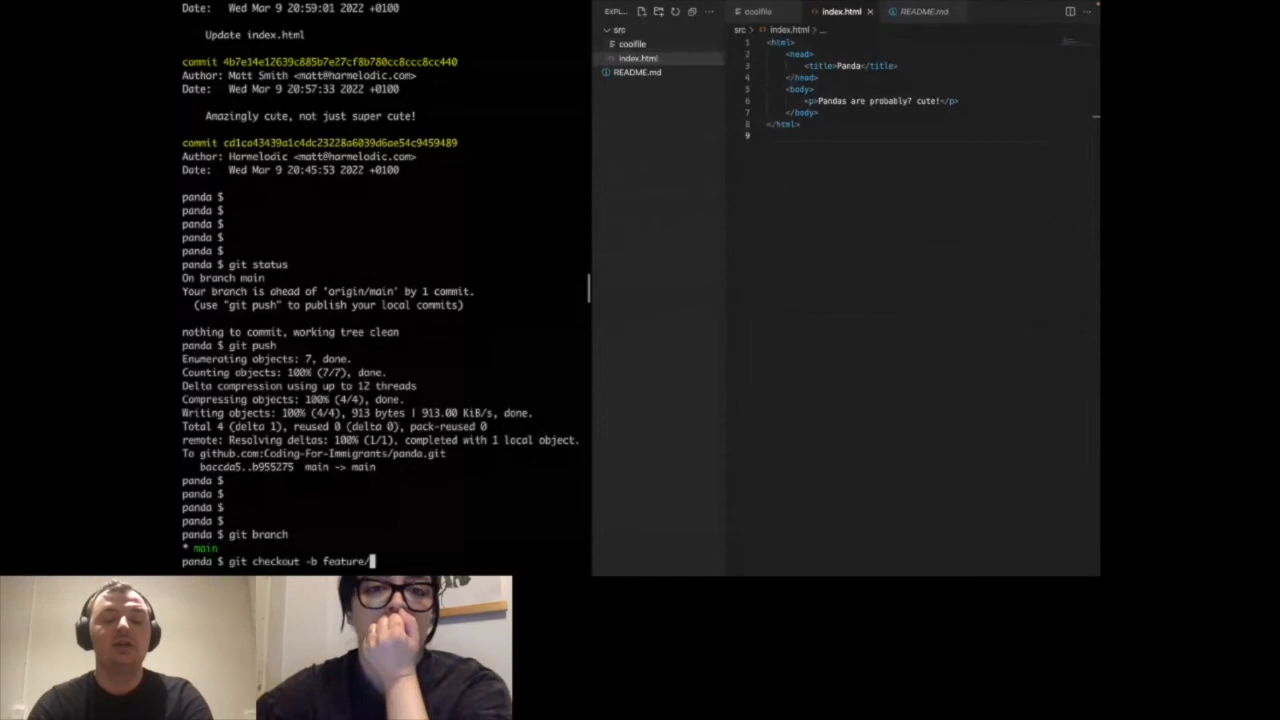 Date:   Wed Mar 9 20:59:01 2022 +0100
Update index.html
commit 4b7e14e12639c885b7e27cf8b780cc8ccc8cc440
Author: Matt Smith <matt@harmelodic.com>
Date:   Wed Mar 9 20:57:33 2022 +0100
Amazingly cute, not just super cute!
commit cd1ca43439a1c4dc23228a6039d6ae54c9459489
Author: Harmelodic <matt@harmelodic.com>
Date:   Wed Mar 9 20:45:53 2022 +0100
panda $
panda $
panda $
panda $
panda $
panda $ git status
On branch main
Your branch is ahead of 'origin/main' by 1 commit.
(use "git push" to publish your local commits)
nothing to commit, working tree clean
panda $ git push
Enumerating objects: 7, done.
Counting objects: 100% (7/7), done.
Delta compression using up to 12 threads
Compressing objects: 100% (4/4), done.
Writing objects: 100% (4/4), 913 bytes | 913.00 KiB/s, done.
Total 4 (delta 1), reused 0 (delta 0), pack-reused 0
remote: Resolving deltas: 100% (1/1), completed with 1 local object.
To github.com:Coding-For-Immigrants/panda.git
baccda5..b955275  main -> main
panda $
panda $
panda $
panda $
panda $ git branch
* main
panda $ git checkout -b feature/
EXPL...
src
coolfile
index.html
README.md
coolfile
index.html
README.md
src > index.html > ...
1 <html>
2 <head>
3 <title>Panda</title>
4 </head>
5 <body>
6 <p>Pandas are probably? cute!</p>
7 </body>
8 </html>
9